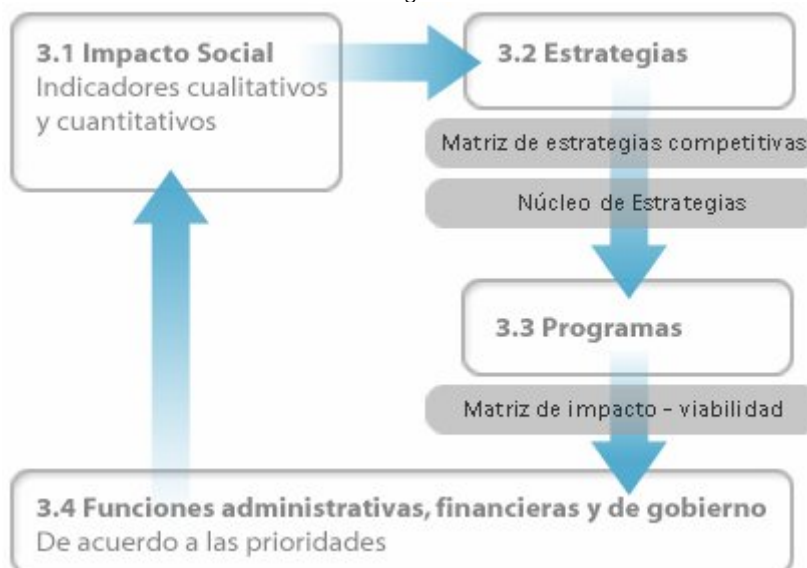 3.1 Impacto Social
Indicadores cualitativos
y cuantitativos
3.2 Estrategias
Matriz de estrategias competitivas
Núcleo de Estrategias
3.3 Programas
Matriz de impacto - viabilidad
3.4 Funciones administrativas, financieras y de gobierno
De acuerdo a las prioridades